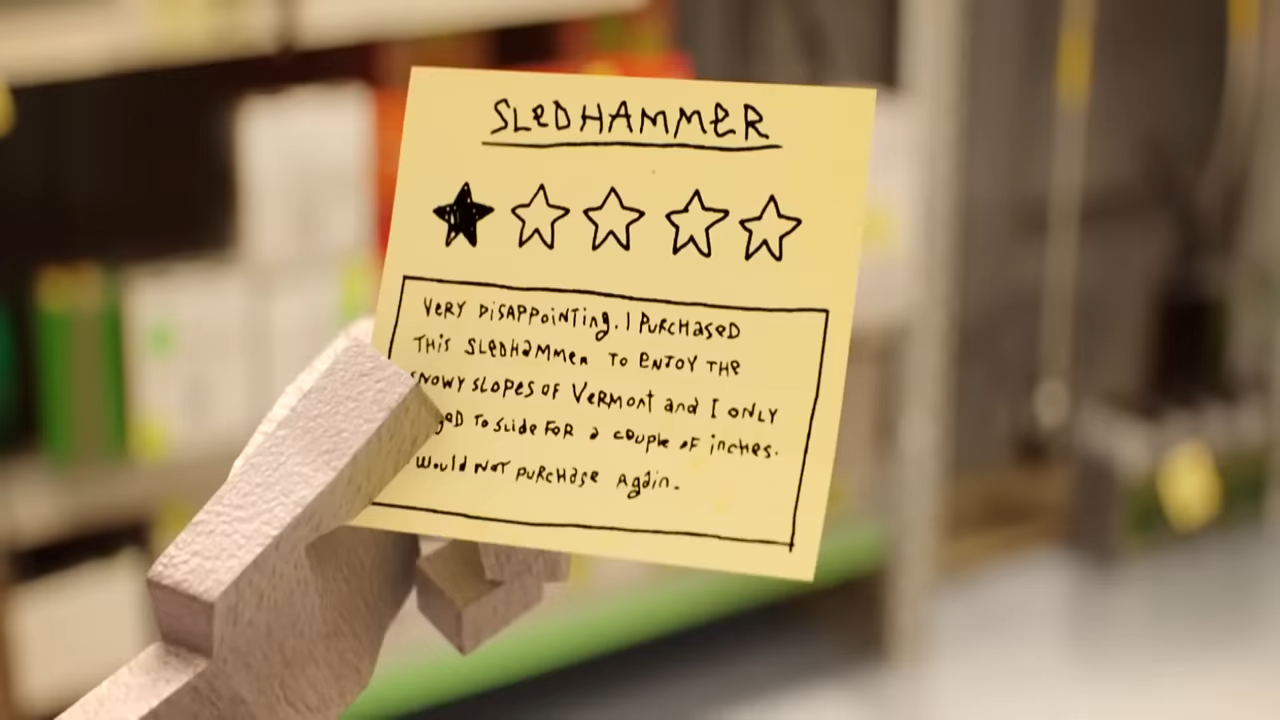 SLEDHAMMER
VERY DISAPPOINTING. I PURCHASED
THIS SLEDHAMMER TO ENJOY THE
SNOWY SLOPES OF VERMONT AND I ONLY
TO SLIDE FOR A COUPLE OF INCHES.
WOULD NOT PURCHASE AGAIN.